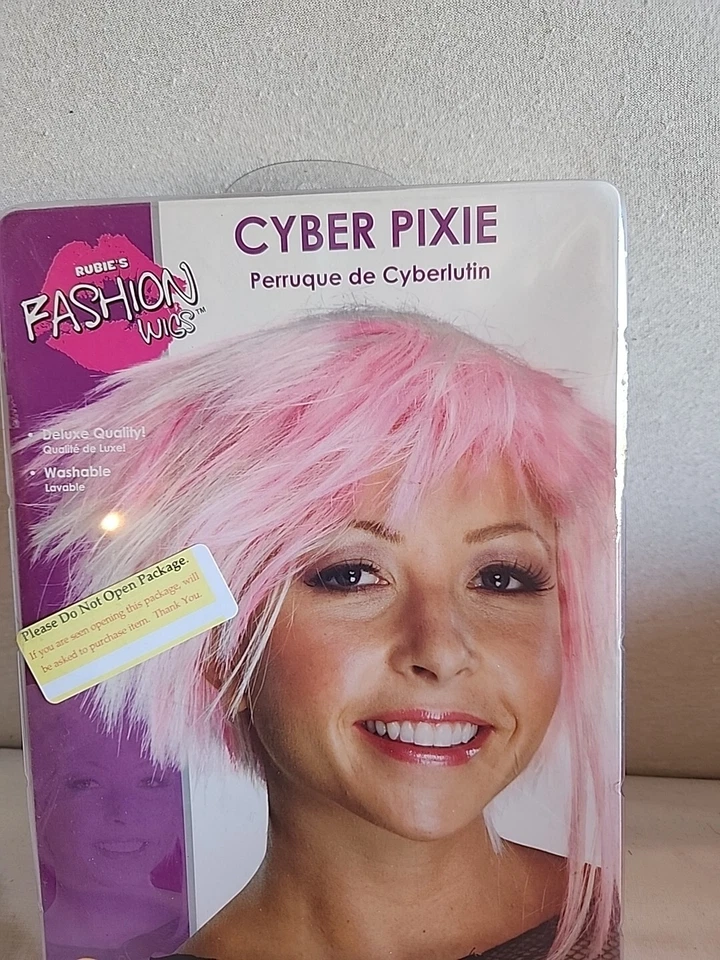 CYBER PIXIE
Perruque de Cyberlutin
RUBIE'S
FASHION
WIGS™
• Deluxe Quality!
Qualité de Luxe!
• Washable
Lavable
Please Do Not Open Package.
If you are seen opening this package, will
be asked to purchase item. Thank You.